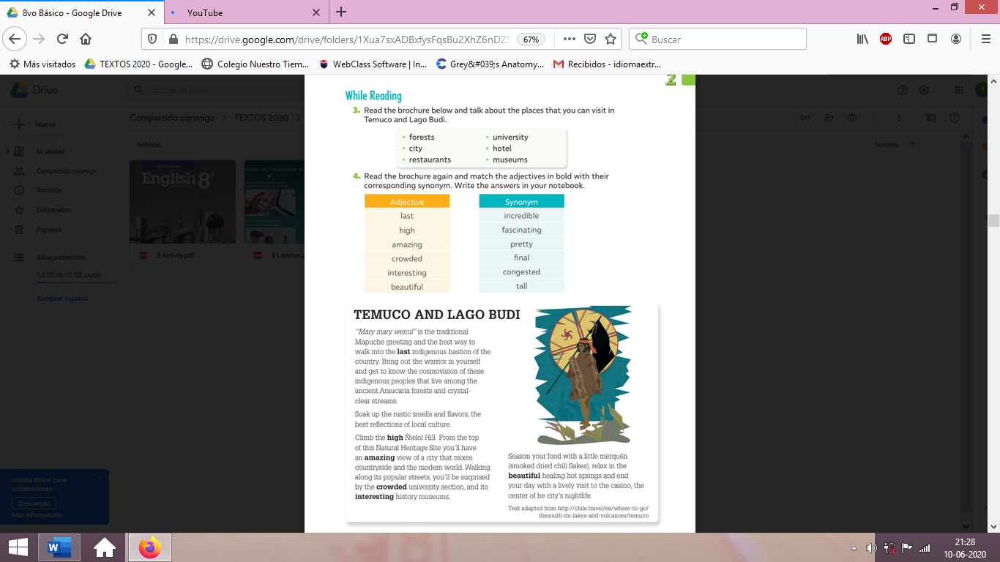 8vo Básico - Google Drive
YouTube
https://drive.google.com/drive/folders/1Xua7sxADBxfysFqsBu2XhZ6nDZS
67%
Buscar
ABP
Más visitados
TEXTOS 2020 - Google...
Colegio Nuestro Tiem...
WebClass Software | In...
Grey&#039;s Anatomy...
Recibidos - idiomaextr...
Drive
Buscar en Drive
Nuevo
Mi unidad
Compartido conmigo
Reciente
Destacados
Papelera
Almacenamiento
1,8 GB de 15 GB usado
Comprar espacio
Instala Drive para
ordenadores
Descargar
Más información
Compartido conmigo
TEXTOS 2020
Archivos
Nombre
English 8°
8 Activity.pdf
8 Láminas.p
2
While Reading
3. Read the brochure below and talk about the places that you can visit in
Temuco and Lago Budi.
• forests
• university
• city
• hotel
• restaurants
• museums
4. Read the brochure again and match the adjectives in bold with their
corresponding synonym. Write the answers in your notebook.
Adjective
Synonym
last
incredible
high
fascinating
amazing
pretty
crowded
final
interesting
congested
beautiful
tall
TEMUCO AND LAGO BUDI
“Mary mary wenul” is the traditional
Mapuche greeting and the best way to
walk into the last indigenous bastion of the
country. Bring out the warrior in yourself
and get to know the cosmovision of these
indigenous peoples that live among the
ancient Araucaria forests and crystal-
clear streams.
Soak up the rustic smells and flavors, the
best reflections of local culture.
Climb the high Ñielol Hill. From the top
of this Natural Heritage Site you’ll have
an amazing view of a city that mixes
countryside and the modern world. Walking
along its popular streets, you’ll be surprised
by the crowded university section, and its
interesting history museums.
Season your food with a little merquén
(smoked dried chili flakes), relax in the
beautiful healing hot springs and end
your day with a lively visit to the casino, the
center of he city’s nightlife.
Text adapted from http://chile.travel/en/where-to-go/
thesouth-its-lakes-and-volcanoes/temuco
21:28
10-06-2020